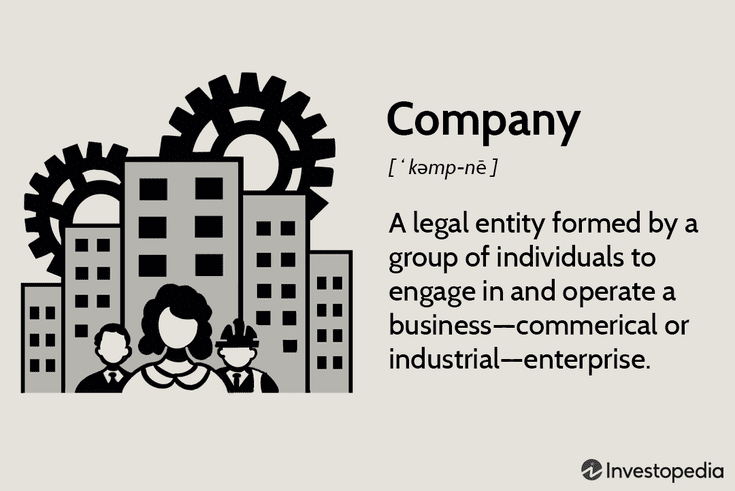 Company
[ ‘ kəmp-nē ]
A legal entity formed by a
group of individuals to
engage in and operate a
business—commerical or
industrial—enterprise.
Investopedia